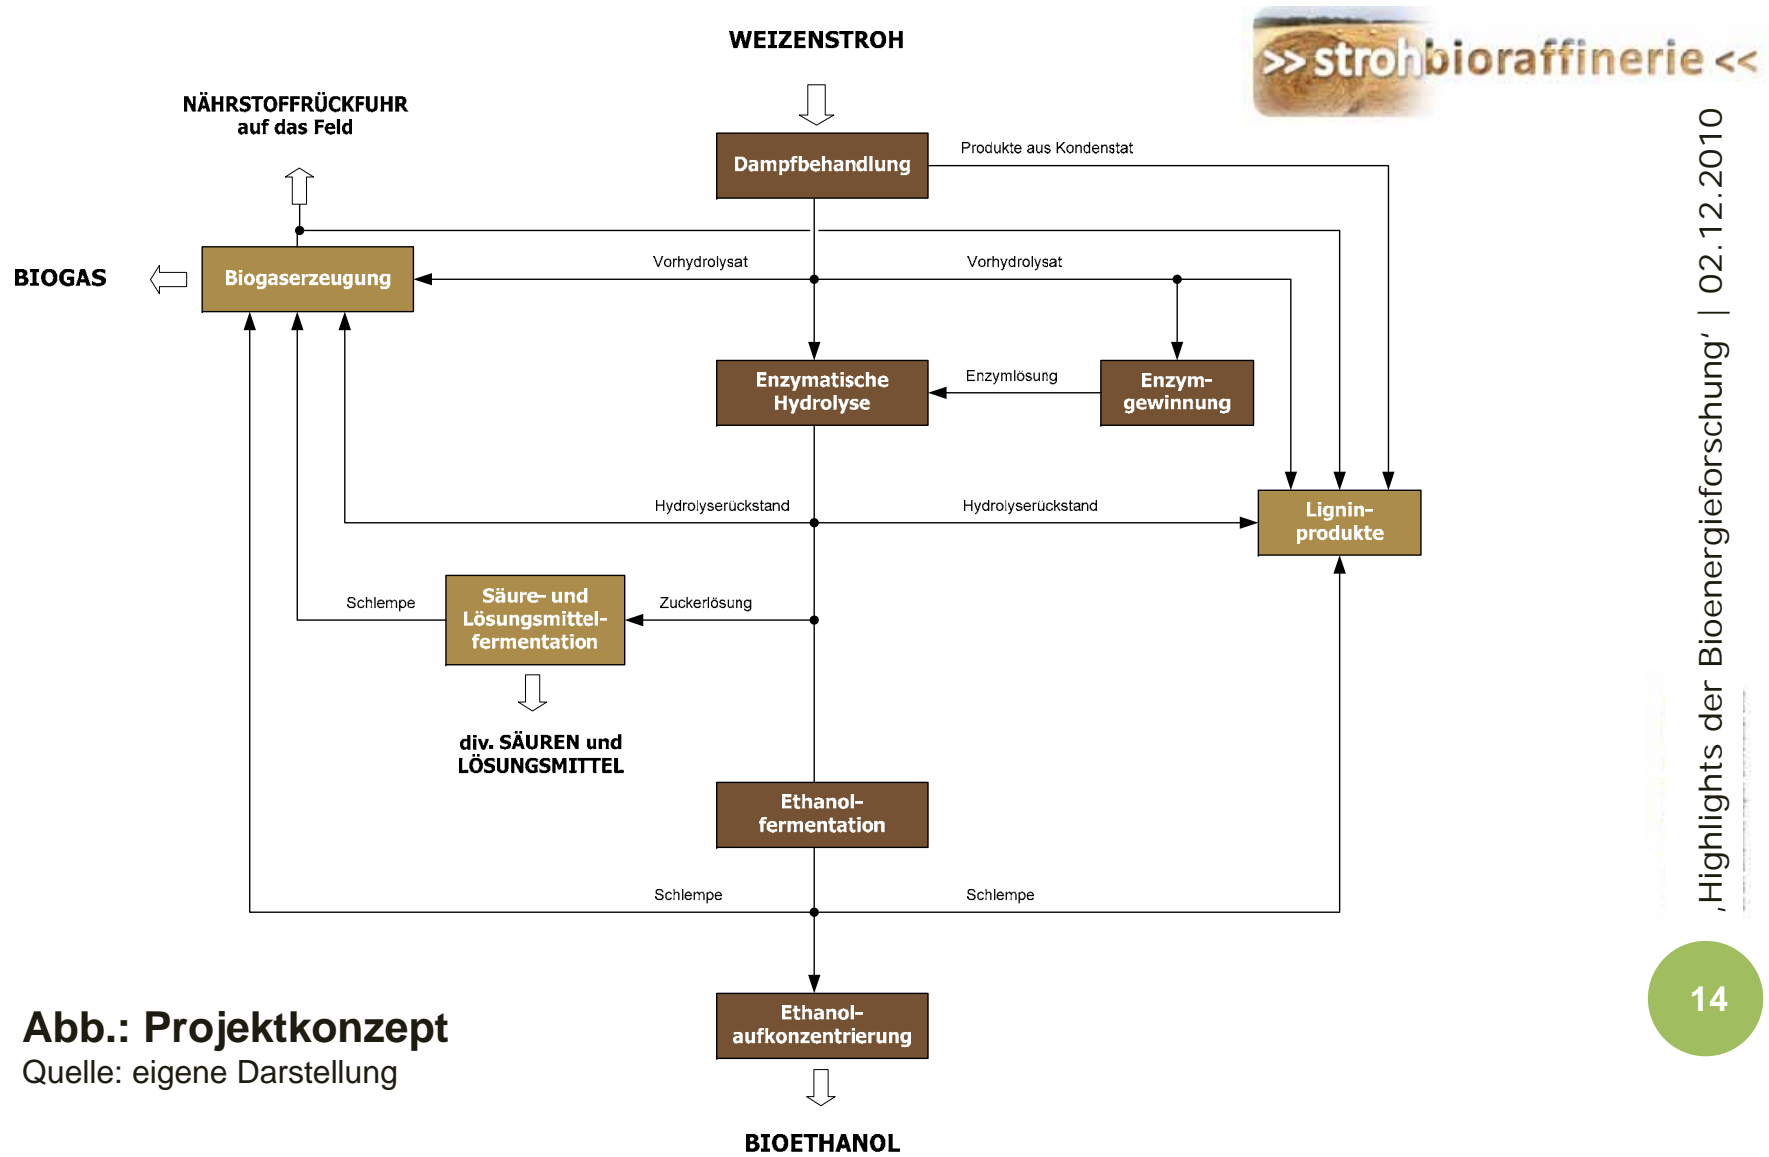 WEIZENSTROH
>> strohbioraffinerie <<
NÄHRSTOFFRÜCKFUHR
auf das Feld
Dampfbehandlung
Produkte aus Kondenstat
BIOGAS
Biogaserzeugung
Vorhydrolysat
Vorhydrolysat
Enzymatische
Hydrolyse
Enzymlösung
Enzym-
gewinnung
Hydrolyserückstand
Hydrolyserückstand
Lignin-
produkte
Schlempe
Säure- und
Lösungsmittel-
fermentation
Zuckerlösung
div. SÄUREN und
LÖSUNGSMITTEL
Ethanol-
fermentation
Schlempe
Schlempe
Ethanol-
aufkonzentrierung
BIOETHANOL
Abb.: Projektkonzept
Quelle: eigene Darstellung
‚Highlights der Bioenergieforschung‘ | 02.12.2010
14